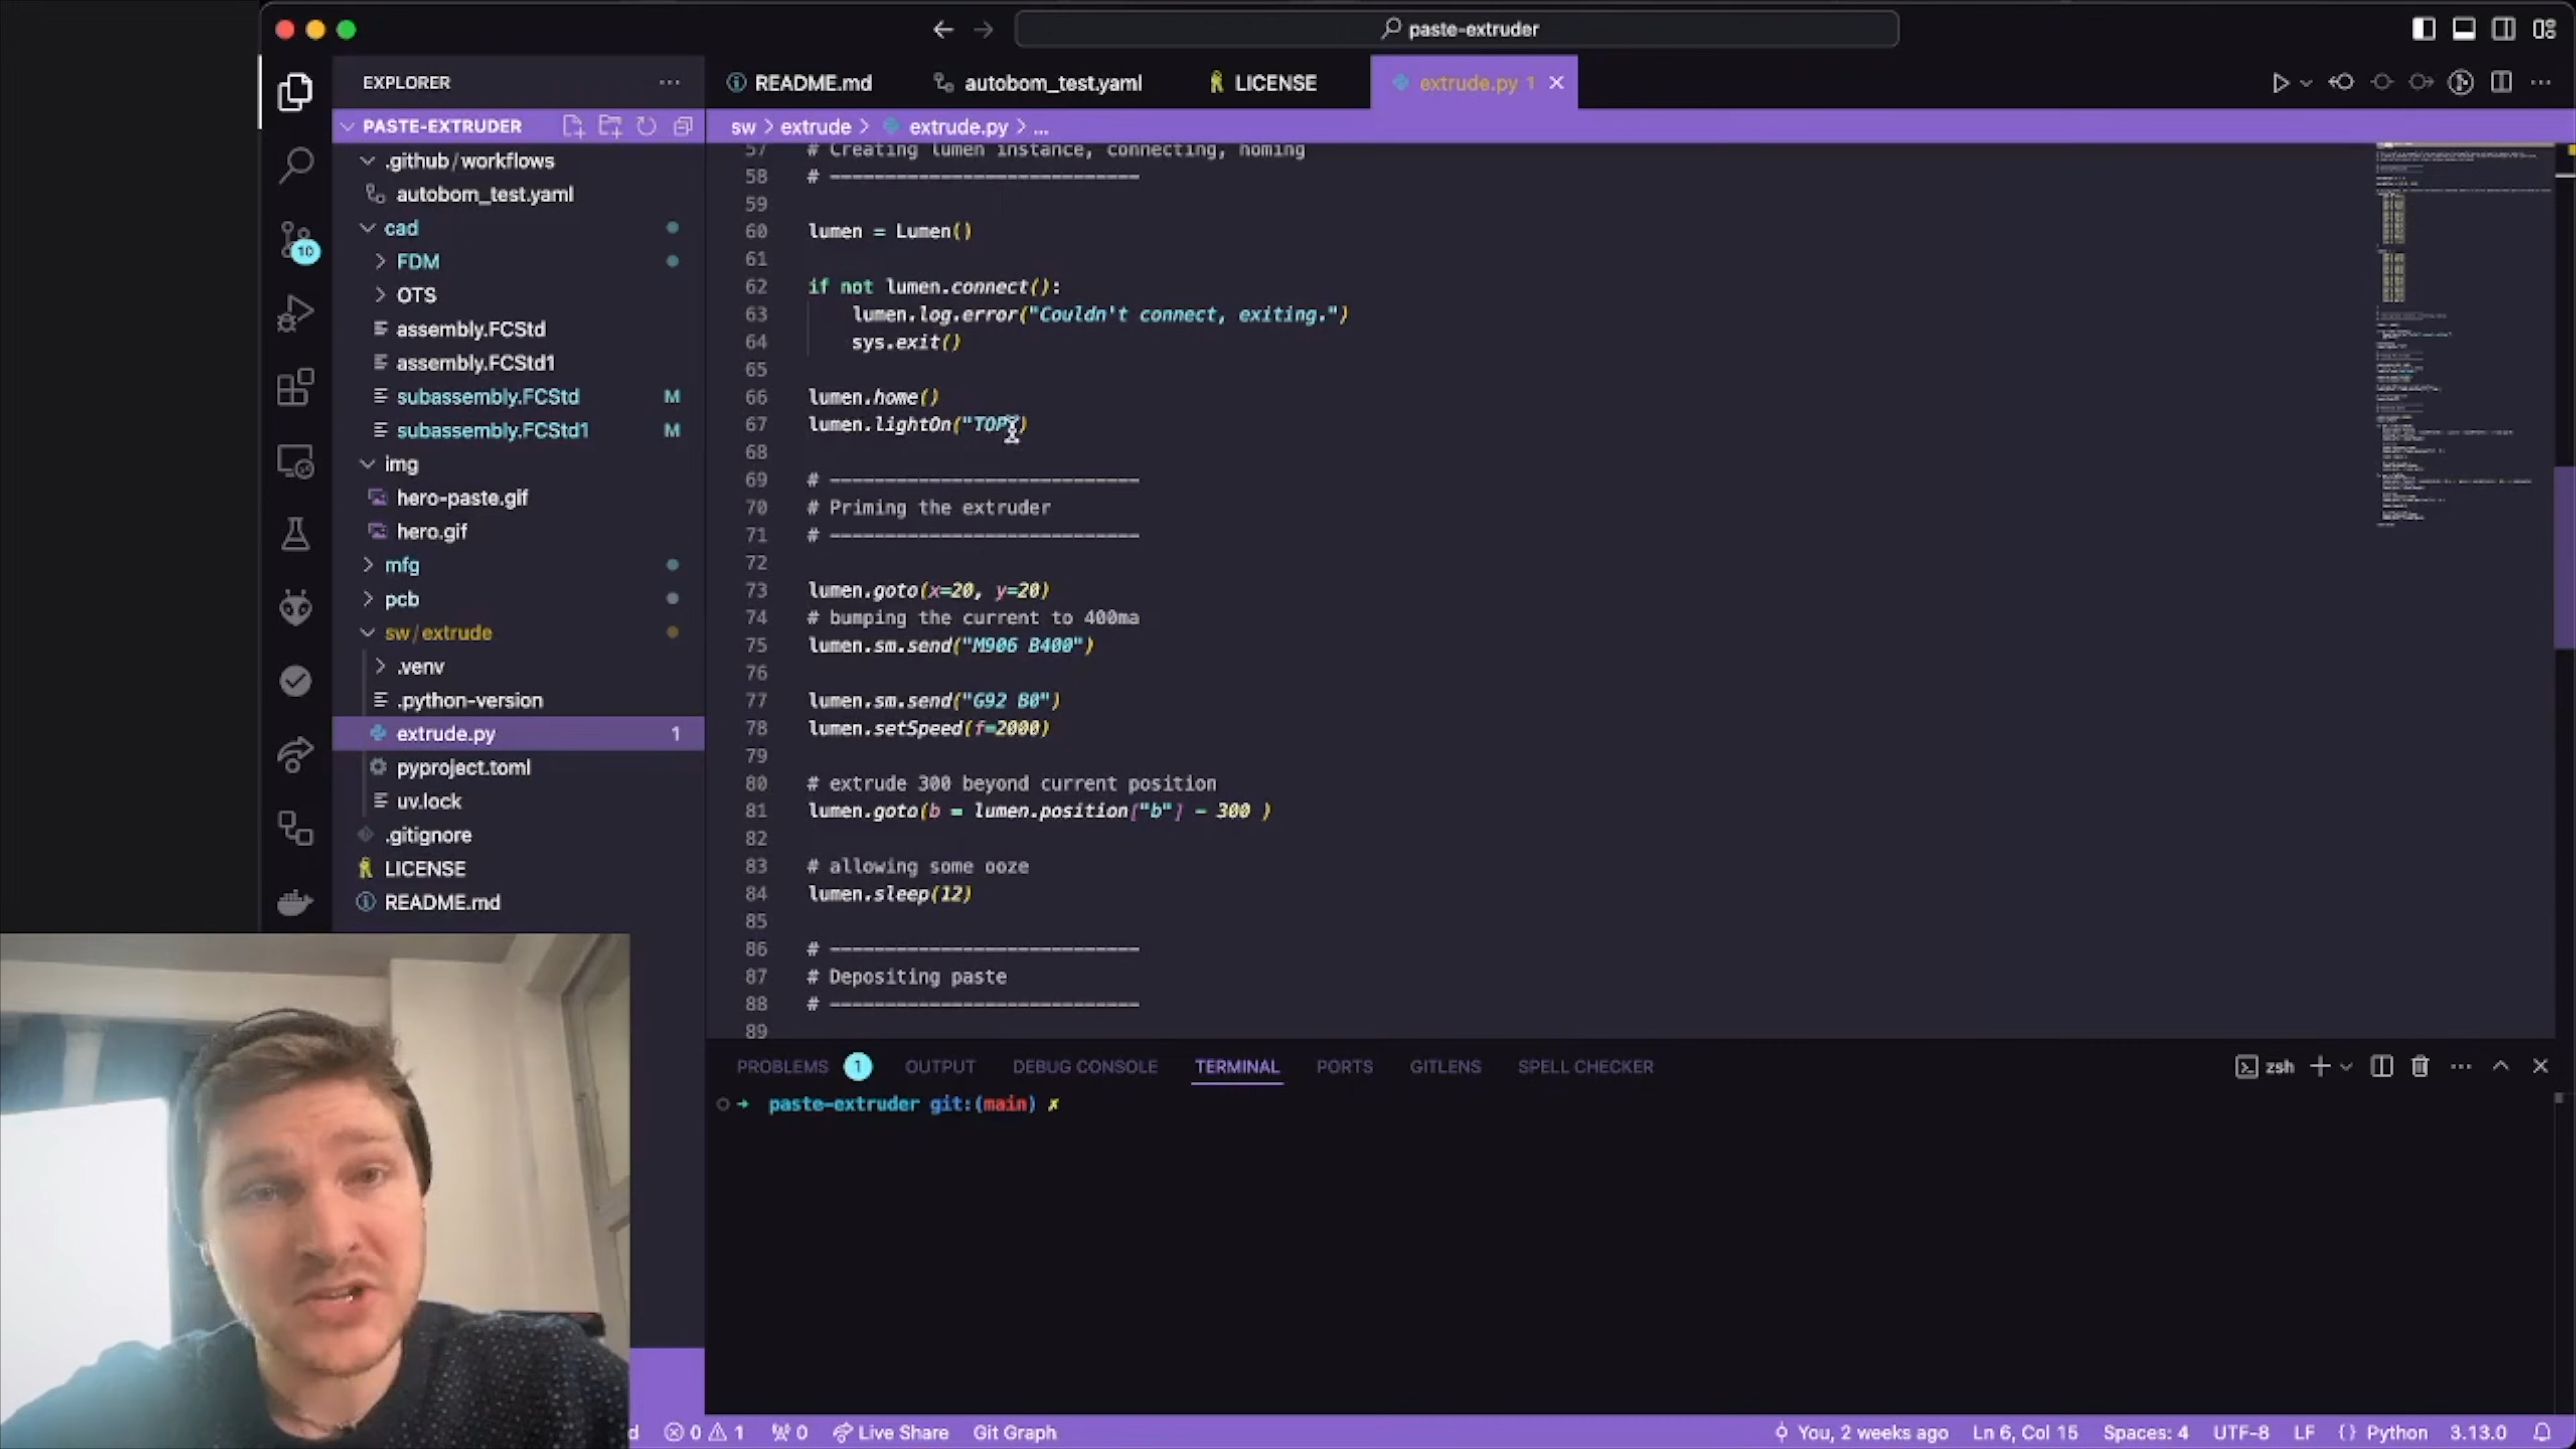 paste-extruder
EXPLORER
README.md
autobom_test.yaml
LICENSE
extrude.py 1
PASTE-EXTRUDER
sw > extrude > extrude.py > ...
.github/workflows
autobom_test.yaml
cad
FDM
OTS
assembly.FCStd
assembly.FCStd1
subassembly.FCStd M
subassembly.FCStd1 M
img
hero-paste.gif
hero.gif
mfg
pcb
sw/extrude
.venv
.python-version
extrude.py 1
pyproject.toml
uv.lock
.gitignore
LICENSE
README.md
10
57 # Creating lumen instance, connecting, homing
58 # ----------------------------
59
60 lumen = Lumen()
61
62 if not lumen.connect():
63 lumen.log.error("Couldn't connect, exiting.")
64 sys.exit()
65
66 lumen.home()
67 lumen.lightOn("TOP")
68
69 # ----------------------------
70 # Priming the extruder
71 # ----------------------------
72
73 lumen.goto(x=20, y=20)
74 # bumping the current to 400ma
75 lumen.sm.send("M906 B400")
76
77 lumen.sm.send("G92 B0")
78 lumen.setSpeed(f=2000)
79
80 # extrude 300 beyond current position
81 lumen.goto(b = lumen.position["b"] - 300 )
82
83 # allowing some ooze
84 lumen.sleep(12)
85
86 # ----------------------------
87 # Depositing paste
88 # ----------------------------
89
PROBLEMS 1 OUTPUT DEBUG CONSOLE TERMINAL PORTS GITLENS SPELL CHECKER
zsh
paste-extruder git:(main) ✗
d 0 1 0 Live Share Git Graph
You, 2 weeks ago Ln 6, Col 15 Spaces: 4 UTF-8 LF {} Python 3.13.0